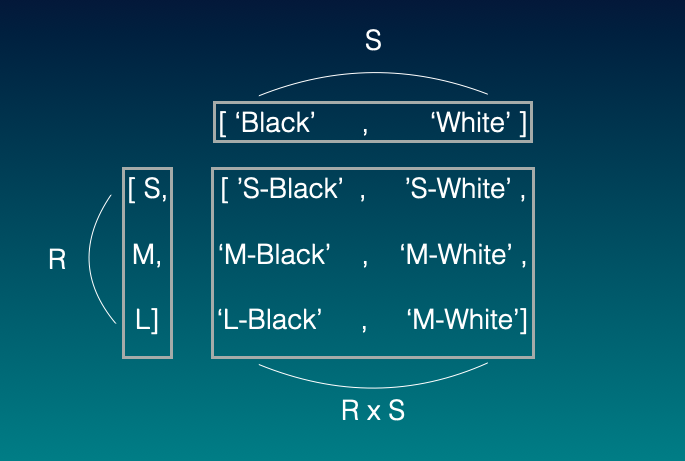 S
[ ‘Black’ , ‘White’ ]
[ S, [ ’S-Black’ , ’S-White’ ,
R M, ‘M-Black’ , ‘M-White’ ,
L] ‘L-Black’ , ‘M-White’]
R x S